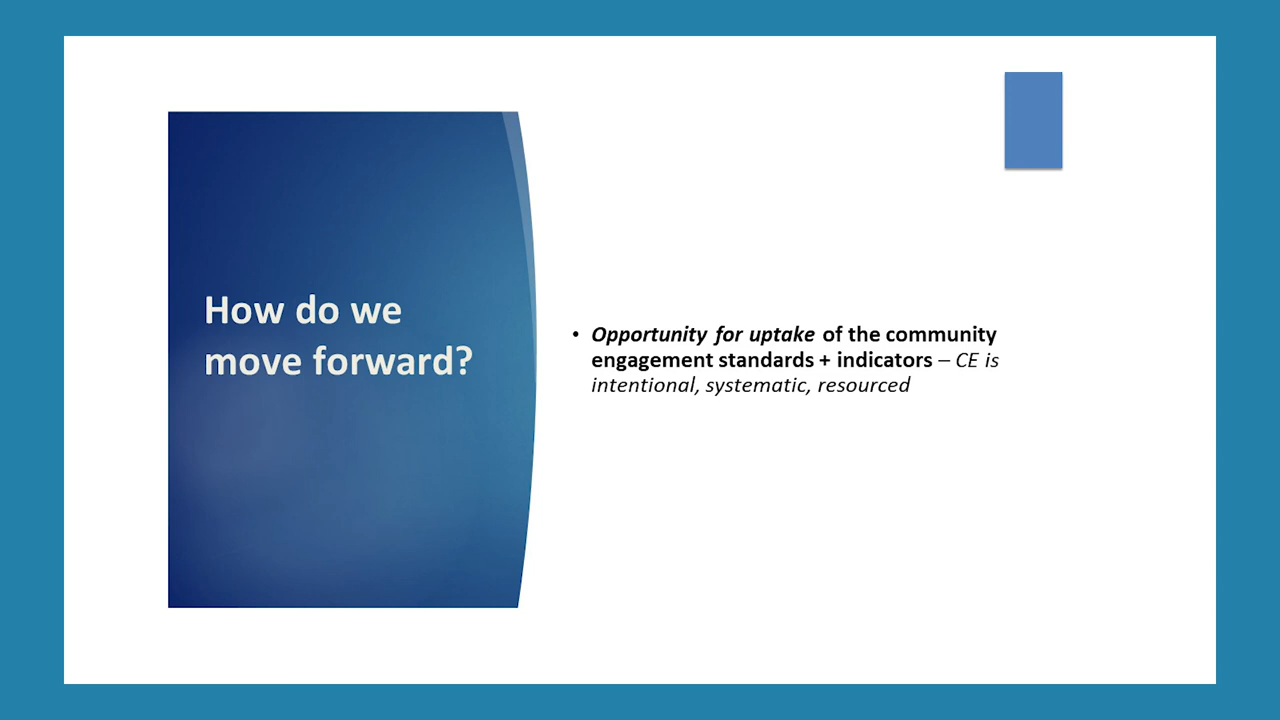 How do we
move forward?
• Opportunity for uptake of the community
engagement standards + indicators – CE is
intentional, systematic, resourced